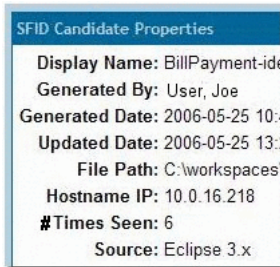 SFID Candidate Properties
Display Name: BillPayment-ide
Generated By: User, Joe
Generated Date: 2006-05-25 10:
Updated Date: 2006-05-25 13:
File Path: C:\workspaces\
Hostname IP: 10.0.16.218
#Times Seen: 6
Source: Eclipse 3.x